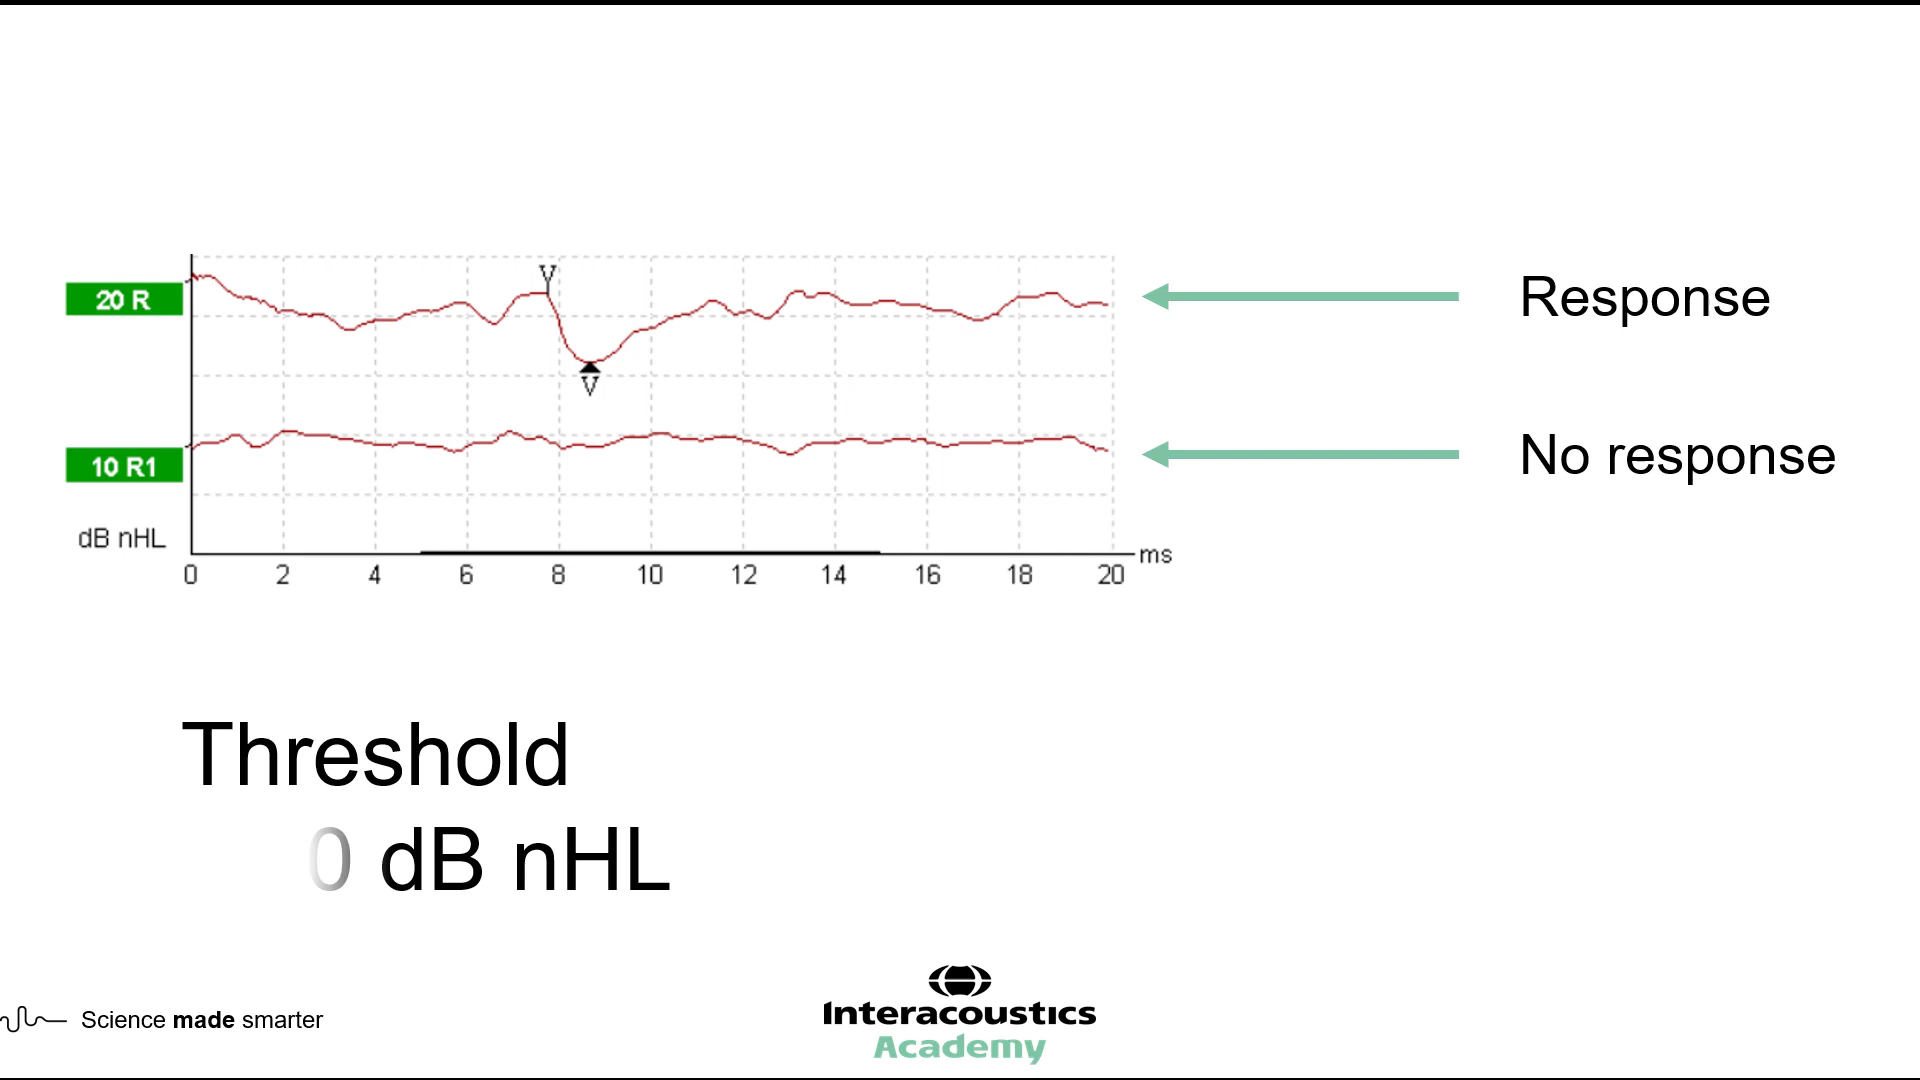 V
20 R
Response
V
10 R1
No response
dB nHL
ms
0 2 4 6 8 10 12 14 16 18 20
Threshold
0 dB nHL
Science made smarter
Interacoustics
Academy